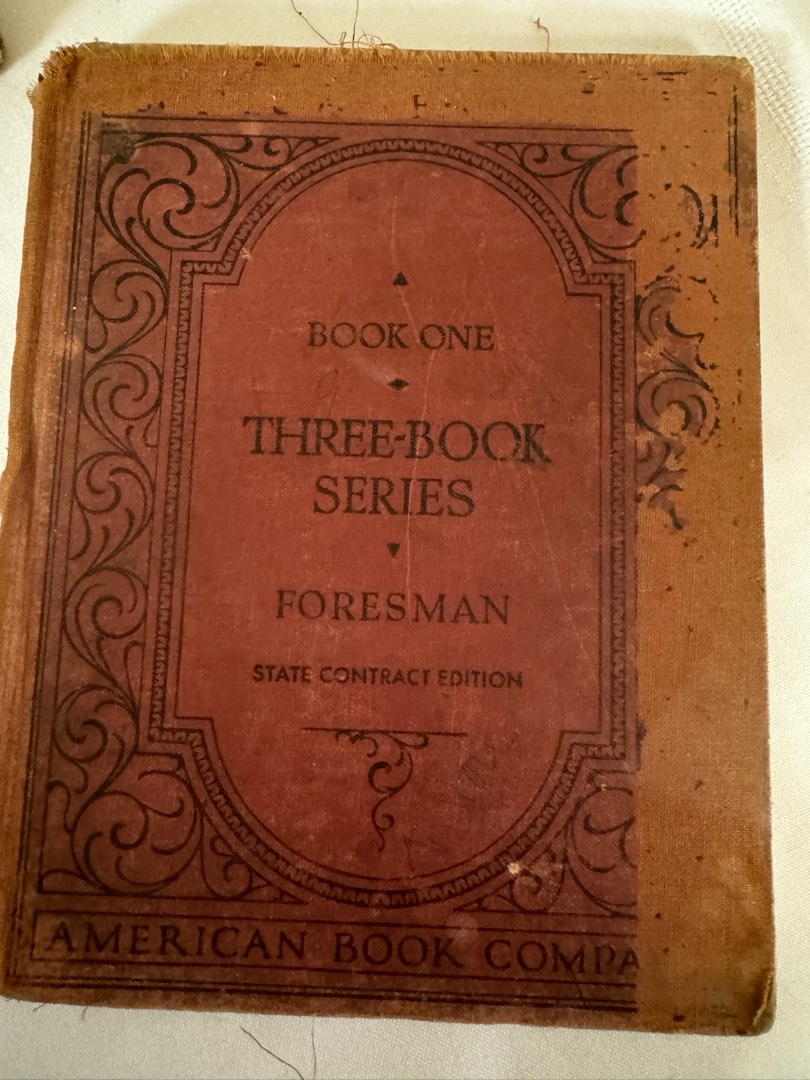 BOOK ONE
THREE-BOOK
SERIES
FORESMAN
STATE CONTRACT EDITION
AMERICAN BOOK COMPA